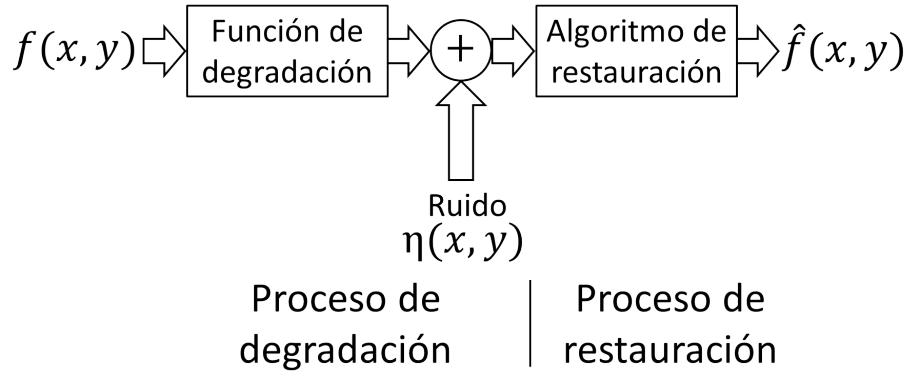 f(x, y)
Función de
degradación
+
Algoritmo de
restauración
f̂(x, y)
Ruido
η(x, y)
Proceso de
degradación
Proceso de
restauración